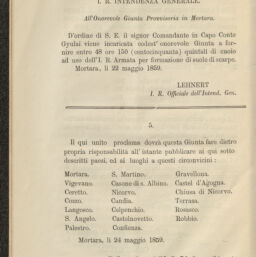 I. R. INTENDENZA GENERALE.
All'Onorevole Giunta Provvisoria in Mortara.
D'ordine di S. E. il signor Comandante in Capo Conte
Gyulai viene incaricata codest' onorevole Giunta a for-
nire entro 48 ore 150 (centocinquanta) quintali di suolo
ad uso dell'I. R. Armata per formazione di suole di scarpe.
Mortara, li 22 maggio 1859.
LEHNERT
I. R. Officiale dell'Intend. Gen.
5.
Il qui unito proclama dovrà questa Giunta fare dietro
propria responsabilità all'istante pubblicare ai qui sotto
descritti paesi, ed ai luoghi a questi circonvicini:
Mortara. S. Martino. Gravellona.
Vigevano Casone di s. Albino. Castel d'Agogna.
Ceretto. Nicorvo. Chiusa di Nicorvo.
Cozzo. Candia. Terrasa.
Langosco. Celpenchio. Rosasco.
S. Angelo. Castelnovetto. Robbio.
Palestro. Confienza.
Mortara, li 24 maggio 1859.